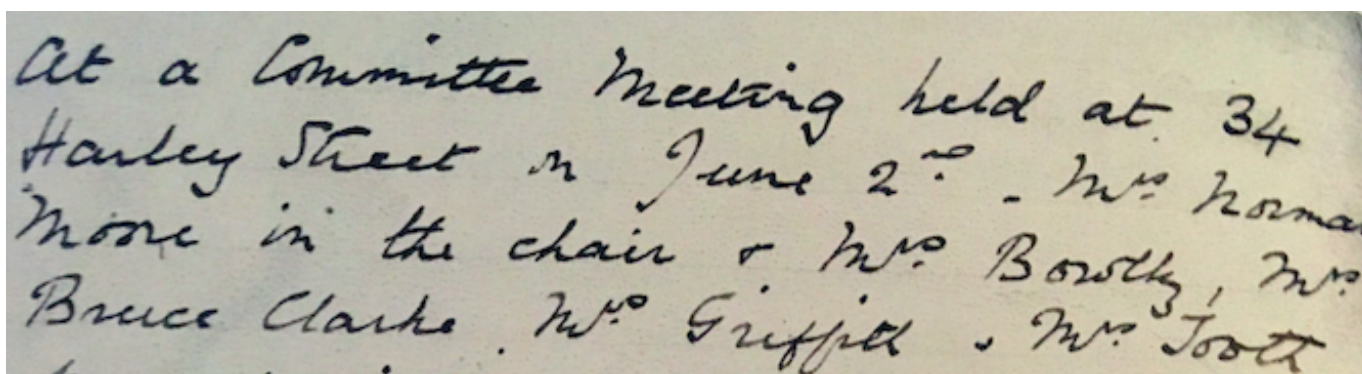 At a Committee Meeting held at 34
Harley Street on June 2nd - Mrs Norma
Moore in the chair & Mrs Bowlby, Mrs
Bruce Clarke, Mrs Griffith & Mrs Tooth